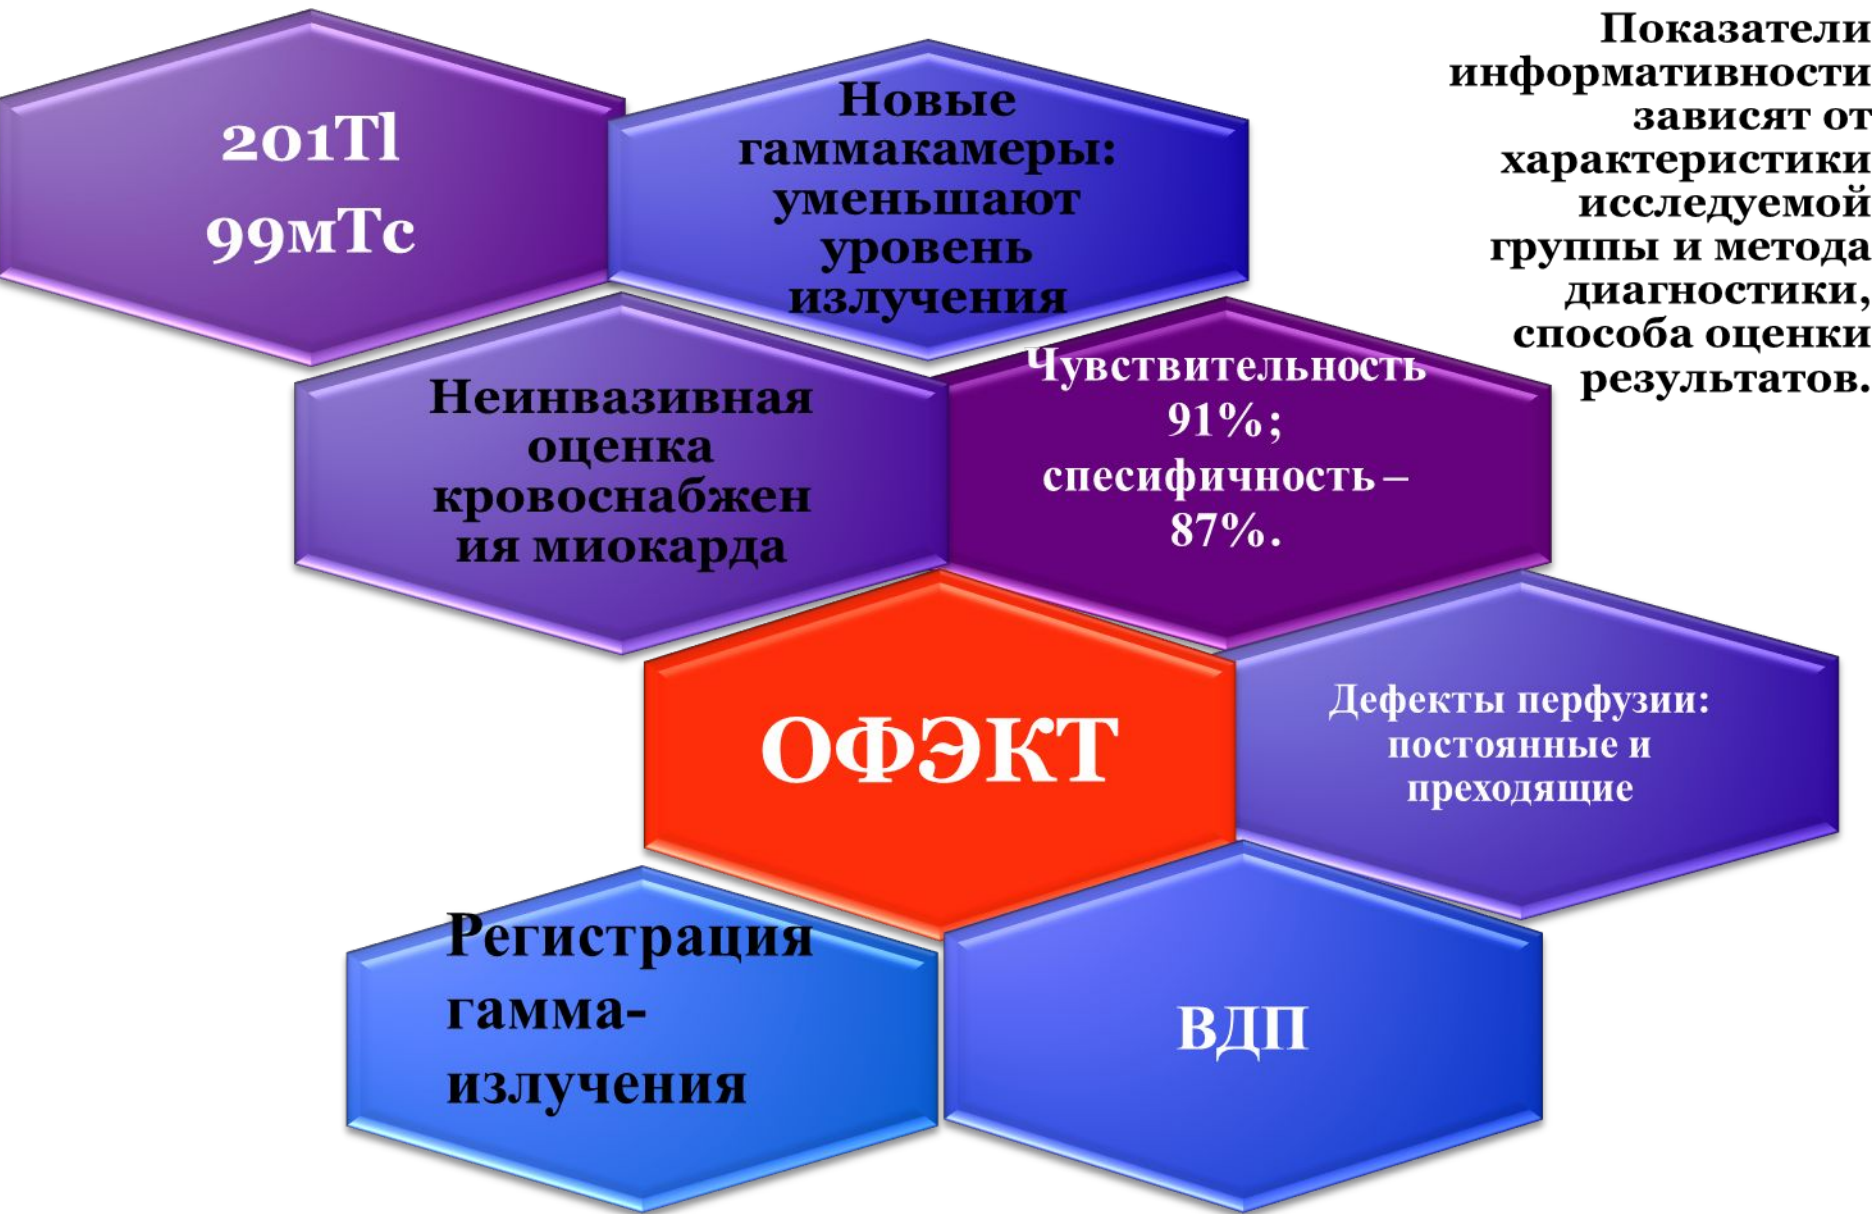 201Tl
99мTc
Новые
гаммакамеры:
уменьшают
уровень
излучения
Показатели
информативности
зависят от
характеристики
исследуемой
группы и метода
диагностики,
способа оценки
результатов.
Неинвазивная
оценка
кровоснабжен
ия миокарда
Чувствительность
91%;
спесифичность –
87%.
ОФЭКТ
Дефекты перфузии:
постоянные и
преходящие
Регистрация
гамма-
излучения
ВДП